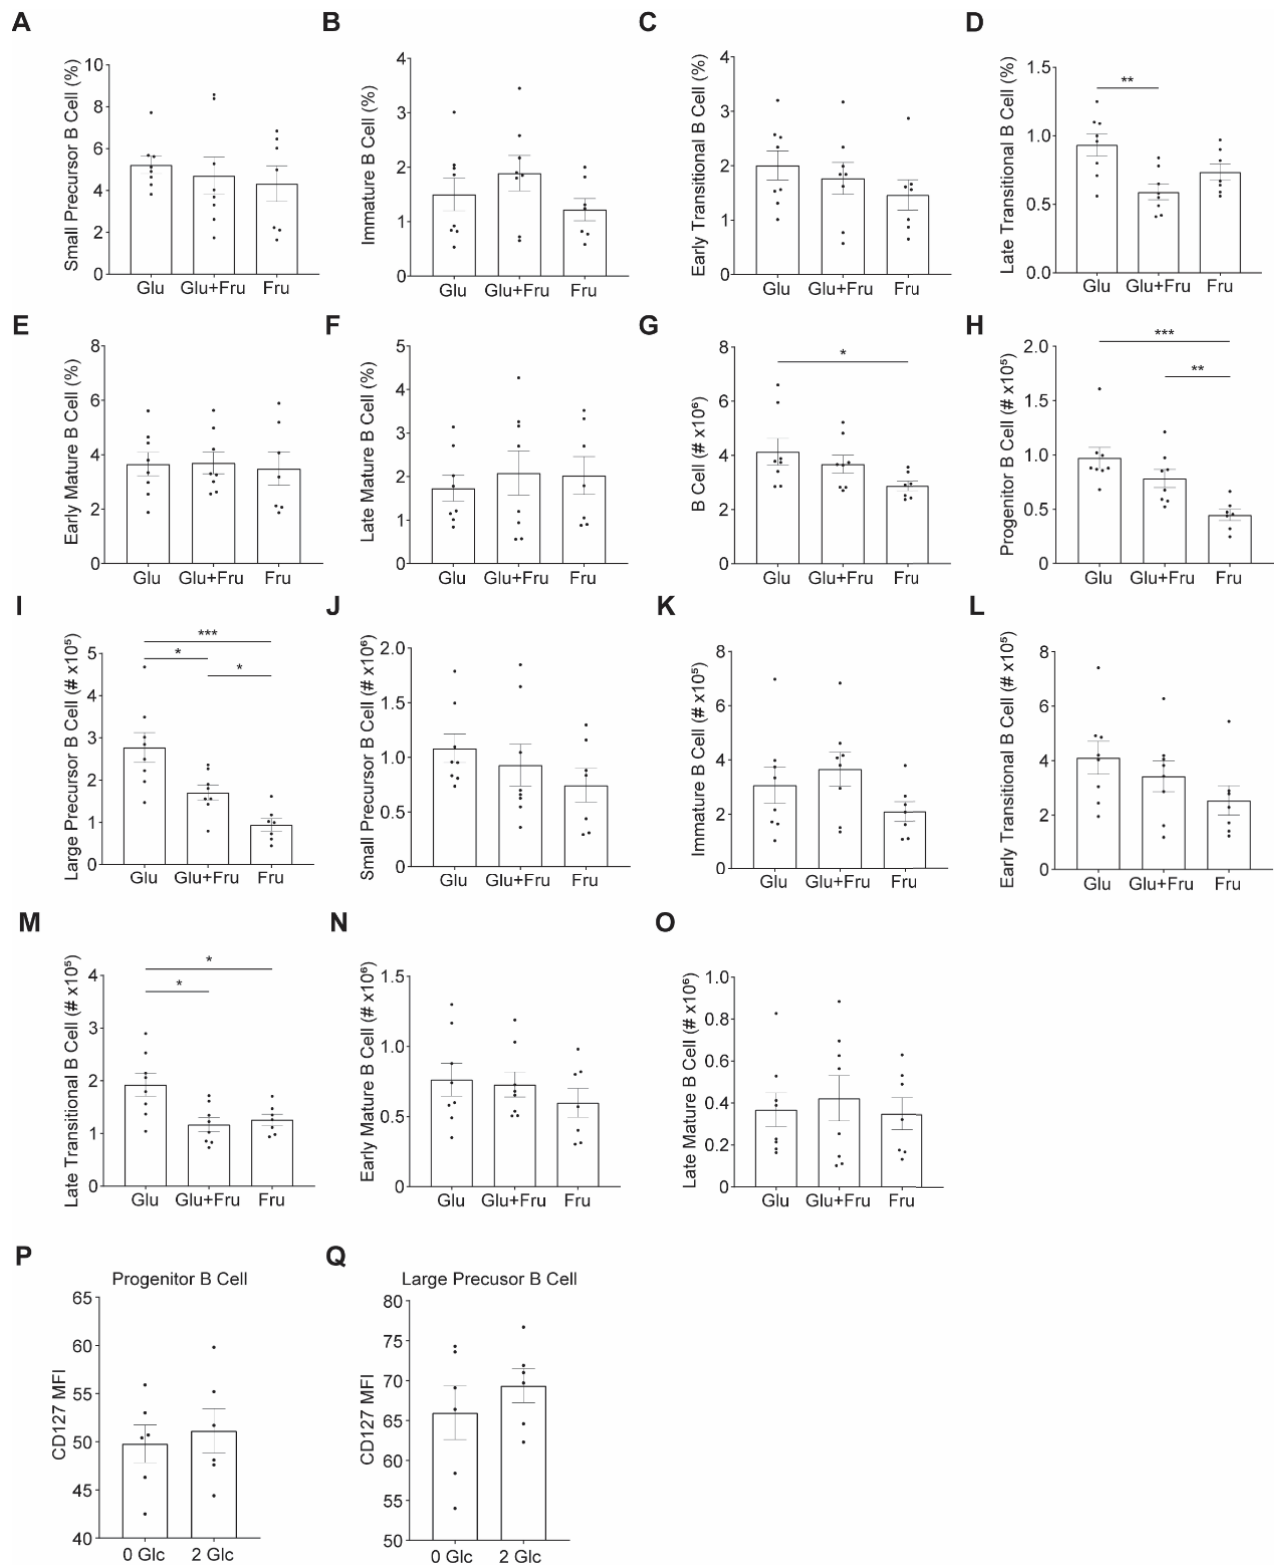 A
B
C
D
Small Precursor B Cell (%)
10
8
6
4
2
0
Glu Glu+Fru Fru
Immature B Cell (%)
4
3
2
1
0
Glu Glu+Fru Fru
Early Transitional B Cell (%)
4
3
2
1
0
Glu Glu+Fru Fru
Late Transitional B Cell (%)
1.5
1.0
0.5
0.0
**
Glu Glu+Fru Fru
E
F
G
H
Early Mature B Cell (%)
8
6
4
2
0
Glu Glu+Fru Fru
Late Mature B Cell (%)
5
4
3
2
1
0
Glu Glu+Fru Fru
B Cell (# x10⁶)
8
6
4
2
0
*
Glu Glu+Fru Fru
Progenitor B Cell (# x10⁵)
2.0
1.5
1.0
0.5
0
***
**
Glu Glu+Fru Fru
I
J
K
L
Large Precursor B Cell (# x10⁵)
5
4
3
2
1
0
***
*
*
Glu Glu+Fru Fru
Small Precursor B Cell (# x10⁶)
2.0
1.5
1.0
0.5
0
Glu Glu+Fru Fru
Immature B Cell (# x10⁵)
8
6
4
2
0
Glu Glu+Fru Fru
Early Transitional B Cell (# x10⁵)
8
6
4
2
0
Glu Glu+Fru Fru
M
N
O
Late Transitional B Cell (# x10⁵)
4
3
2
1
0
*
*
Glu Glu+Fru Fru
Early Mature B Cell (# x10⁶)
1.5
1.0
0.5
0
Glu Glu+Fru Fru
Late Mature B Cell (# x10⁶)
1.0
0.8
0.6
0.4
0.2
0
Glu Glu+Fru Fru
P
Q
Progenitor B Cell
CD127 MFI
65
60
55
50
45
40
0 Glc 2 Glc
Large Precusor B Cell
CD127 MFI
80
75
70
65
60
55
50
0 Glc 2 Glc